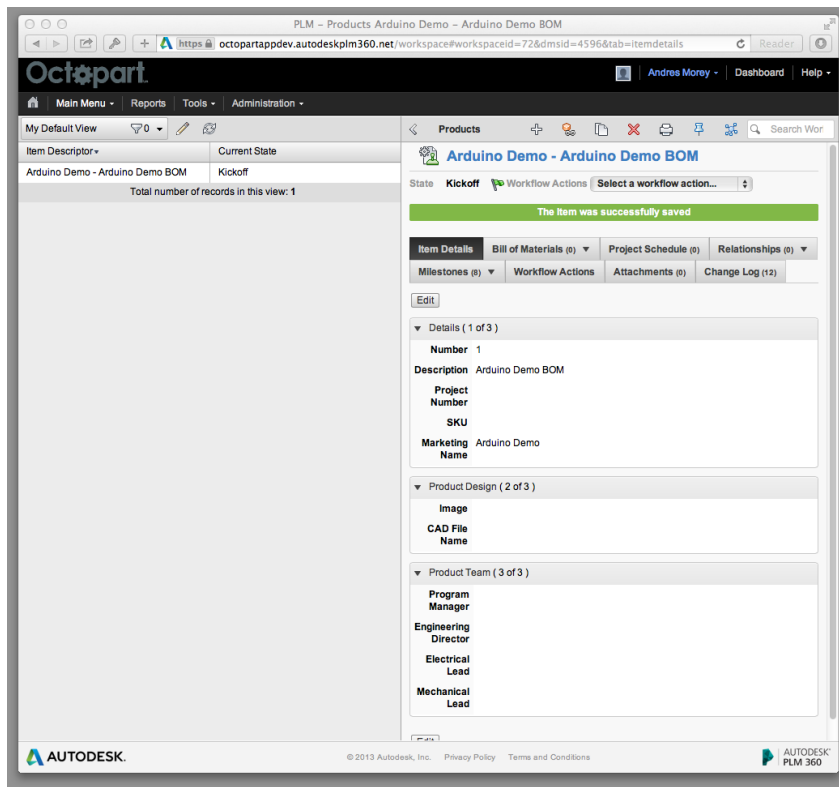 PLM – Products Arduino Demo – Arduino Demo BOM
https octopartappdev.autodeskplm360.net/workspace#workspaceid=72&dmsid=4596&tab=itemdetails Reader
Octopart.
Andres Morey Dashboard Help
Main Menu Reports Tools Administration
My Default View 0
Item Descriptor Current State
Arduino Demo - Arduino Demo BOM Kickoff
Total number of records in this view: 1
Products Search Wor
Arduino Demo - Arduino Demo BOM
State Kickoff Workflow Actions Select a workflow action...
The Item was successfully saved
Item Details Bill of Materials (0) Project Schedule (0) Relationships (0)
Milestones (8) Workflow Actions Attachments (0) Change Log (12)
Edit
Details ( 1 of 3 )
Number 1
Description Arduino Demo BOM
Project
Number
SKU
Marketing Arduino Demo
Name
Product Design ( 2 of 3 )
Image
CAD File
Name
Product Team ( 3 of 3 )
Program
Manager
Engineering
Director
Electrical
Lead
Mechanical
Lead
Edit
AUTODESK.
© 2013 Autodesk, Inc. Privacy Policy Terms and Conditions
AUTODESK®
PLM 360